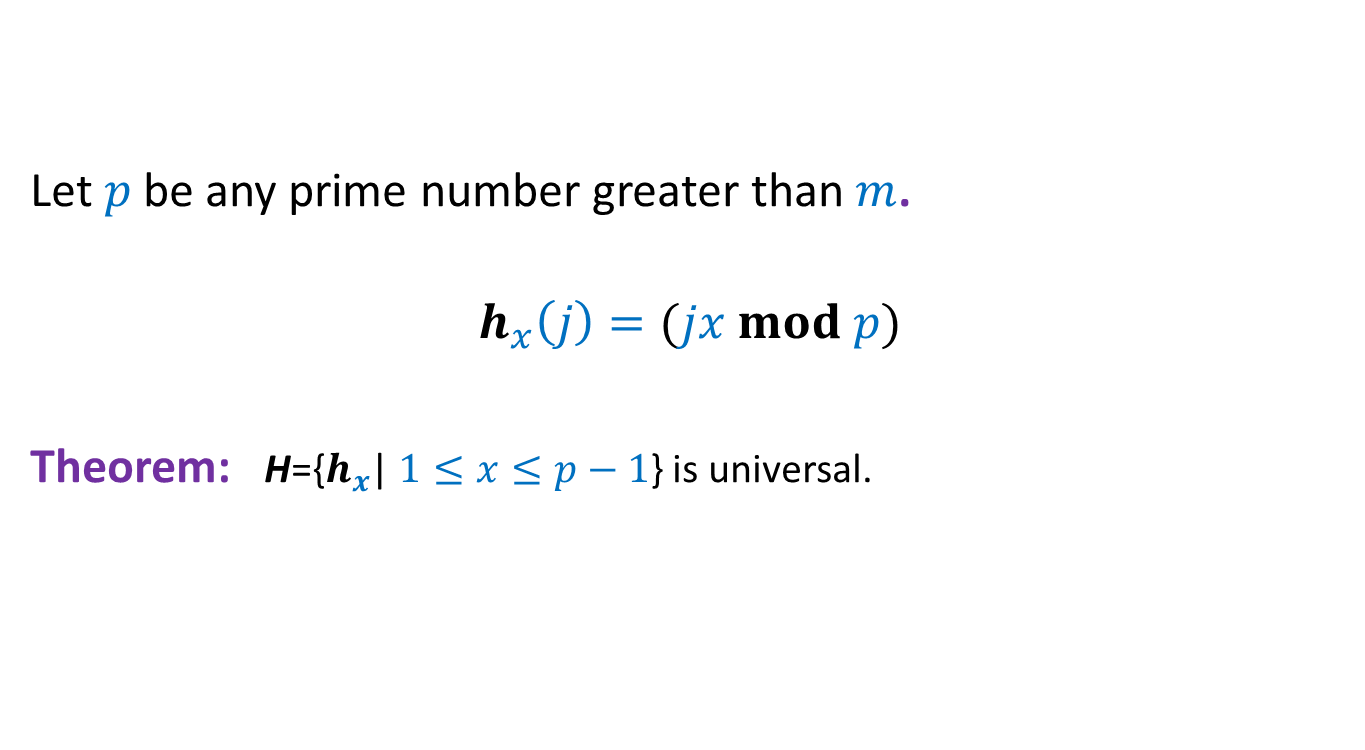 Let p be any prime number greater than m.
hₓ(j) = (jx mod p)
Theorem: H={hₓ| 1 ≤ x ≤ p − 1} is universal.